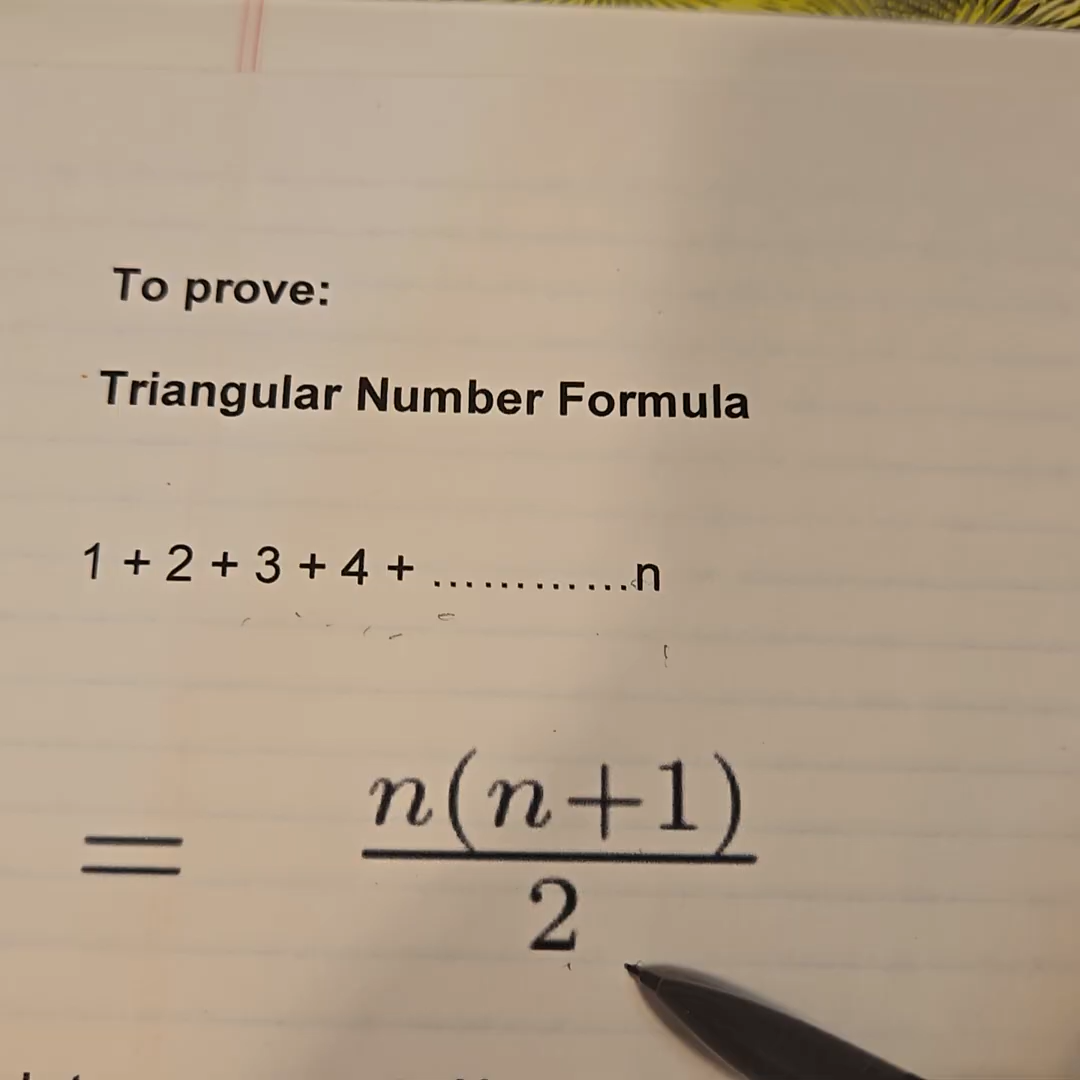 To prove:
Triangular Number Formula
1 + 2 + 3 + 4 + ............n
= n(n+1)
2